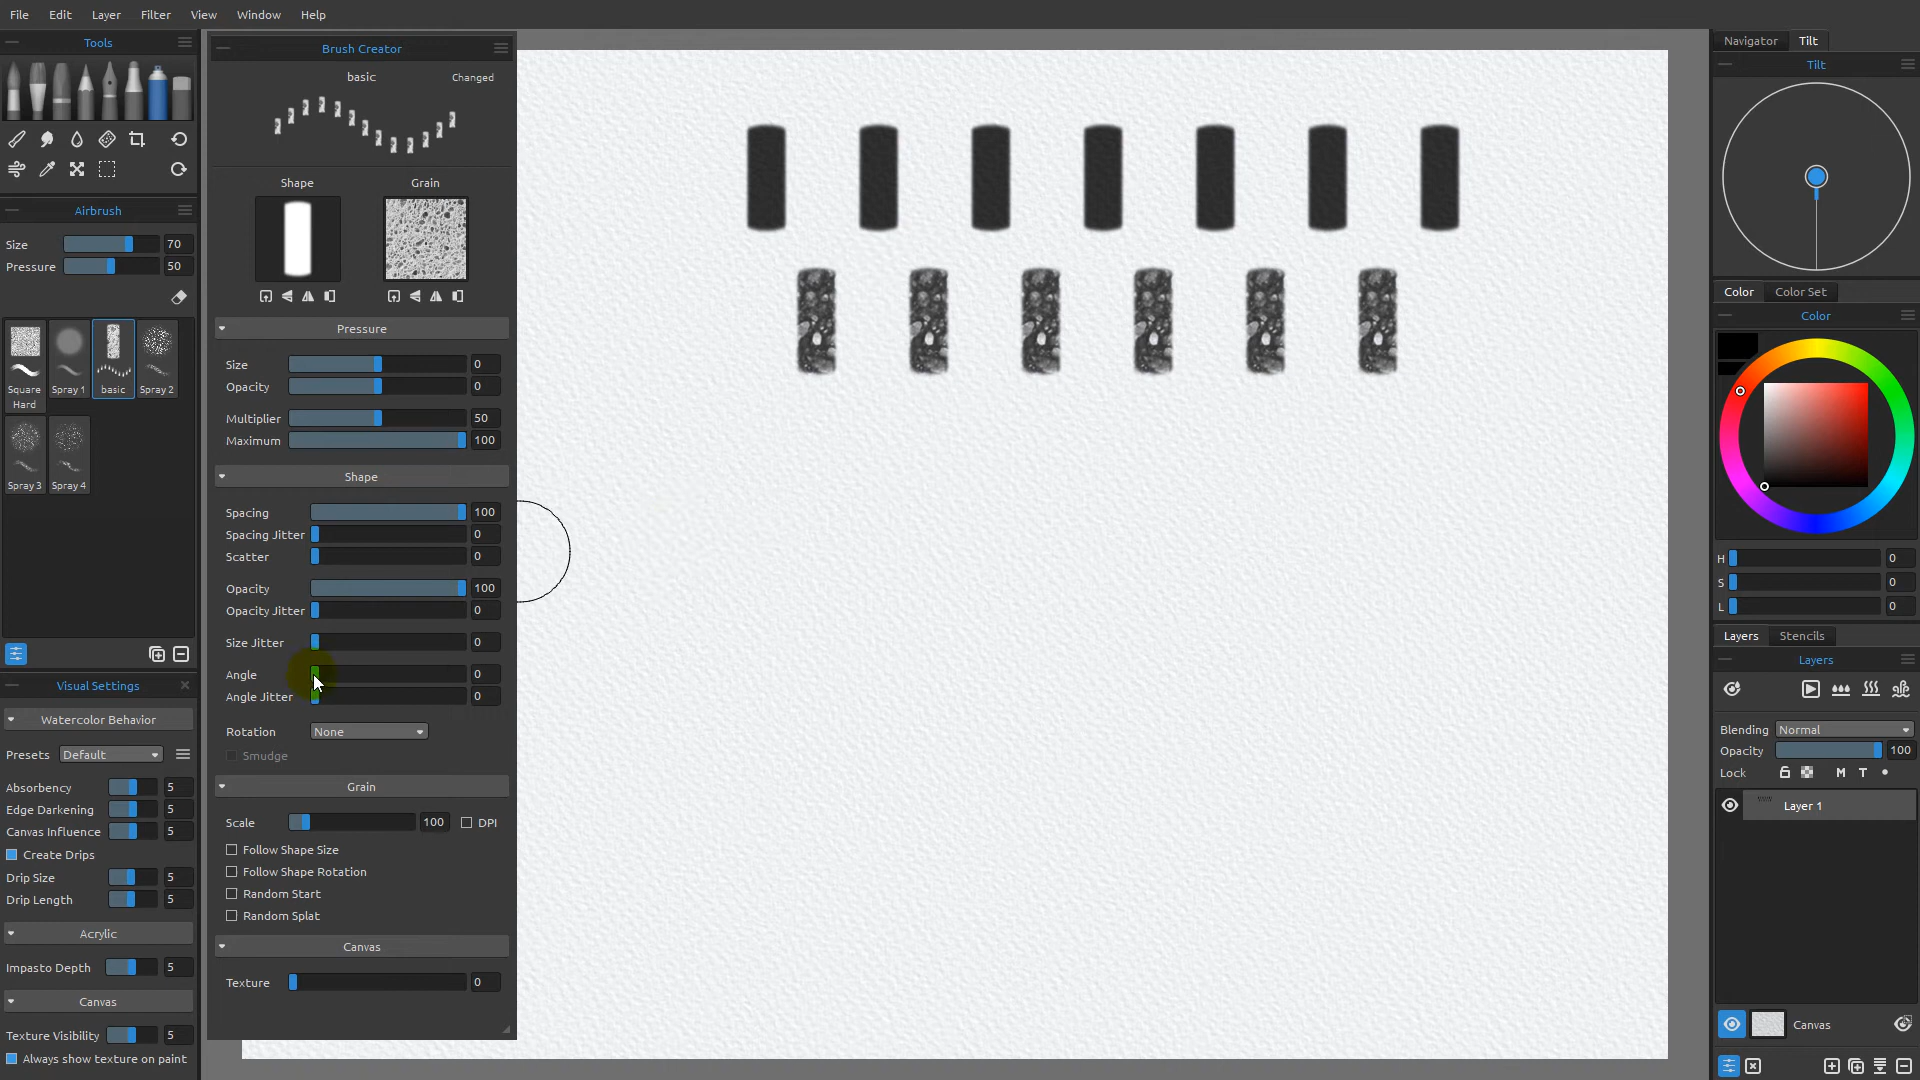 File Edit Layer Filter View Window Help
Tools
Airbrush
Size 70
Pressure 50
Square Hard
Spray 1
basic
Spray 2
Spray 3
Spray 4
Visual Settings
Watercolor Behavior
Presets Default
Absorbency 5
Edge Darkening 5
Canvas Influence 5
Create Drips
Drip Size 5
Drip Length 5
Acrylic
Impasto Depth 5
Canvas
Texture Visibility 5
Always show texture on paint
Brush Creator
basic Changed
Shape Grain
Pressure
Size 0
Opacity 0
Multiplier 50
Maximum 100
Shape
Spacing 100
Spacing Jitter 0
Scatter 0
Opacity 100
Opacity Jitter 0
Size Jitter 0
Angle 0
Angle Jitter 0
Rotation None
Smudge
Grain
Scale 100 DPI
Follow Shape Size
Follow Shape Rotation
Random Start
Random Splat
Canvas
Texture 0
Navigator Tilt
Tilt
Color Color Set
Color
H 0
S 0
L 0
Layers Stencils
Layers
Blending Normal
Opacity 100
Lock M T
Layer 1
Canvas